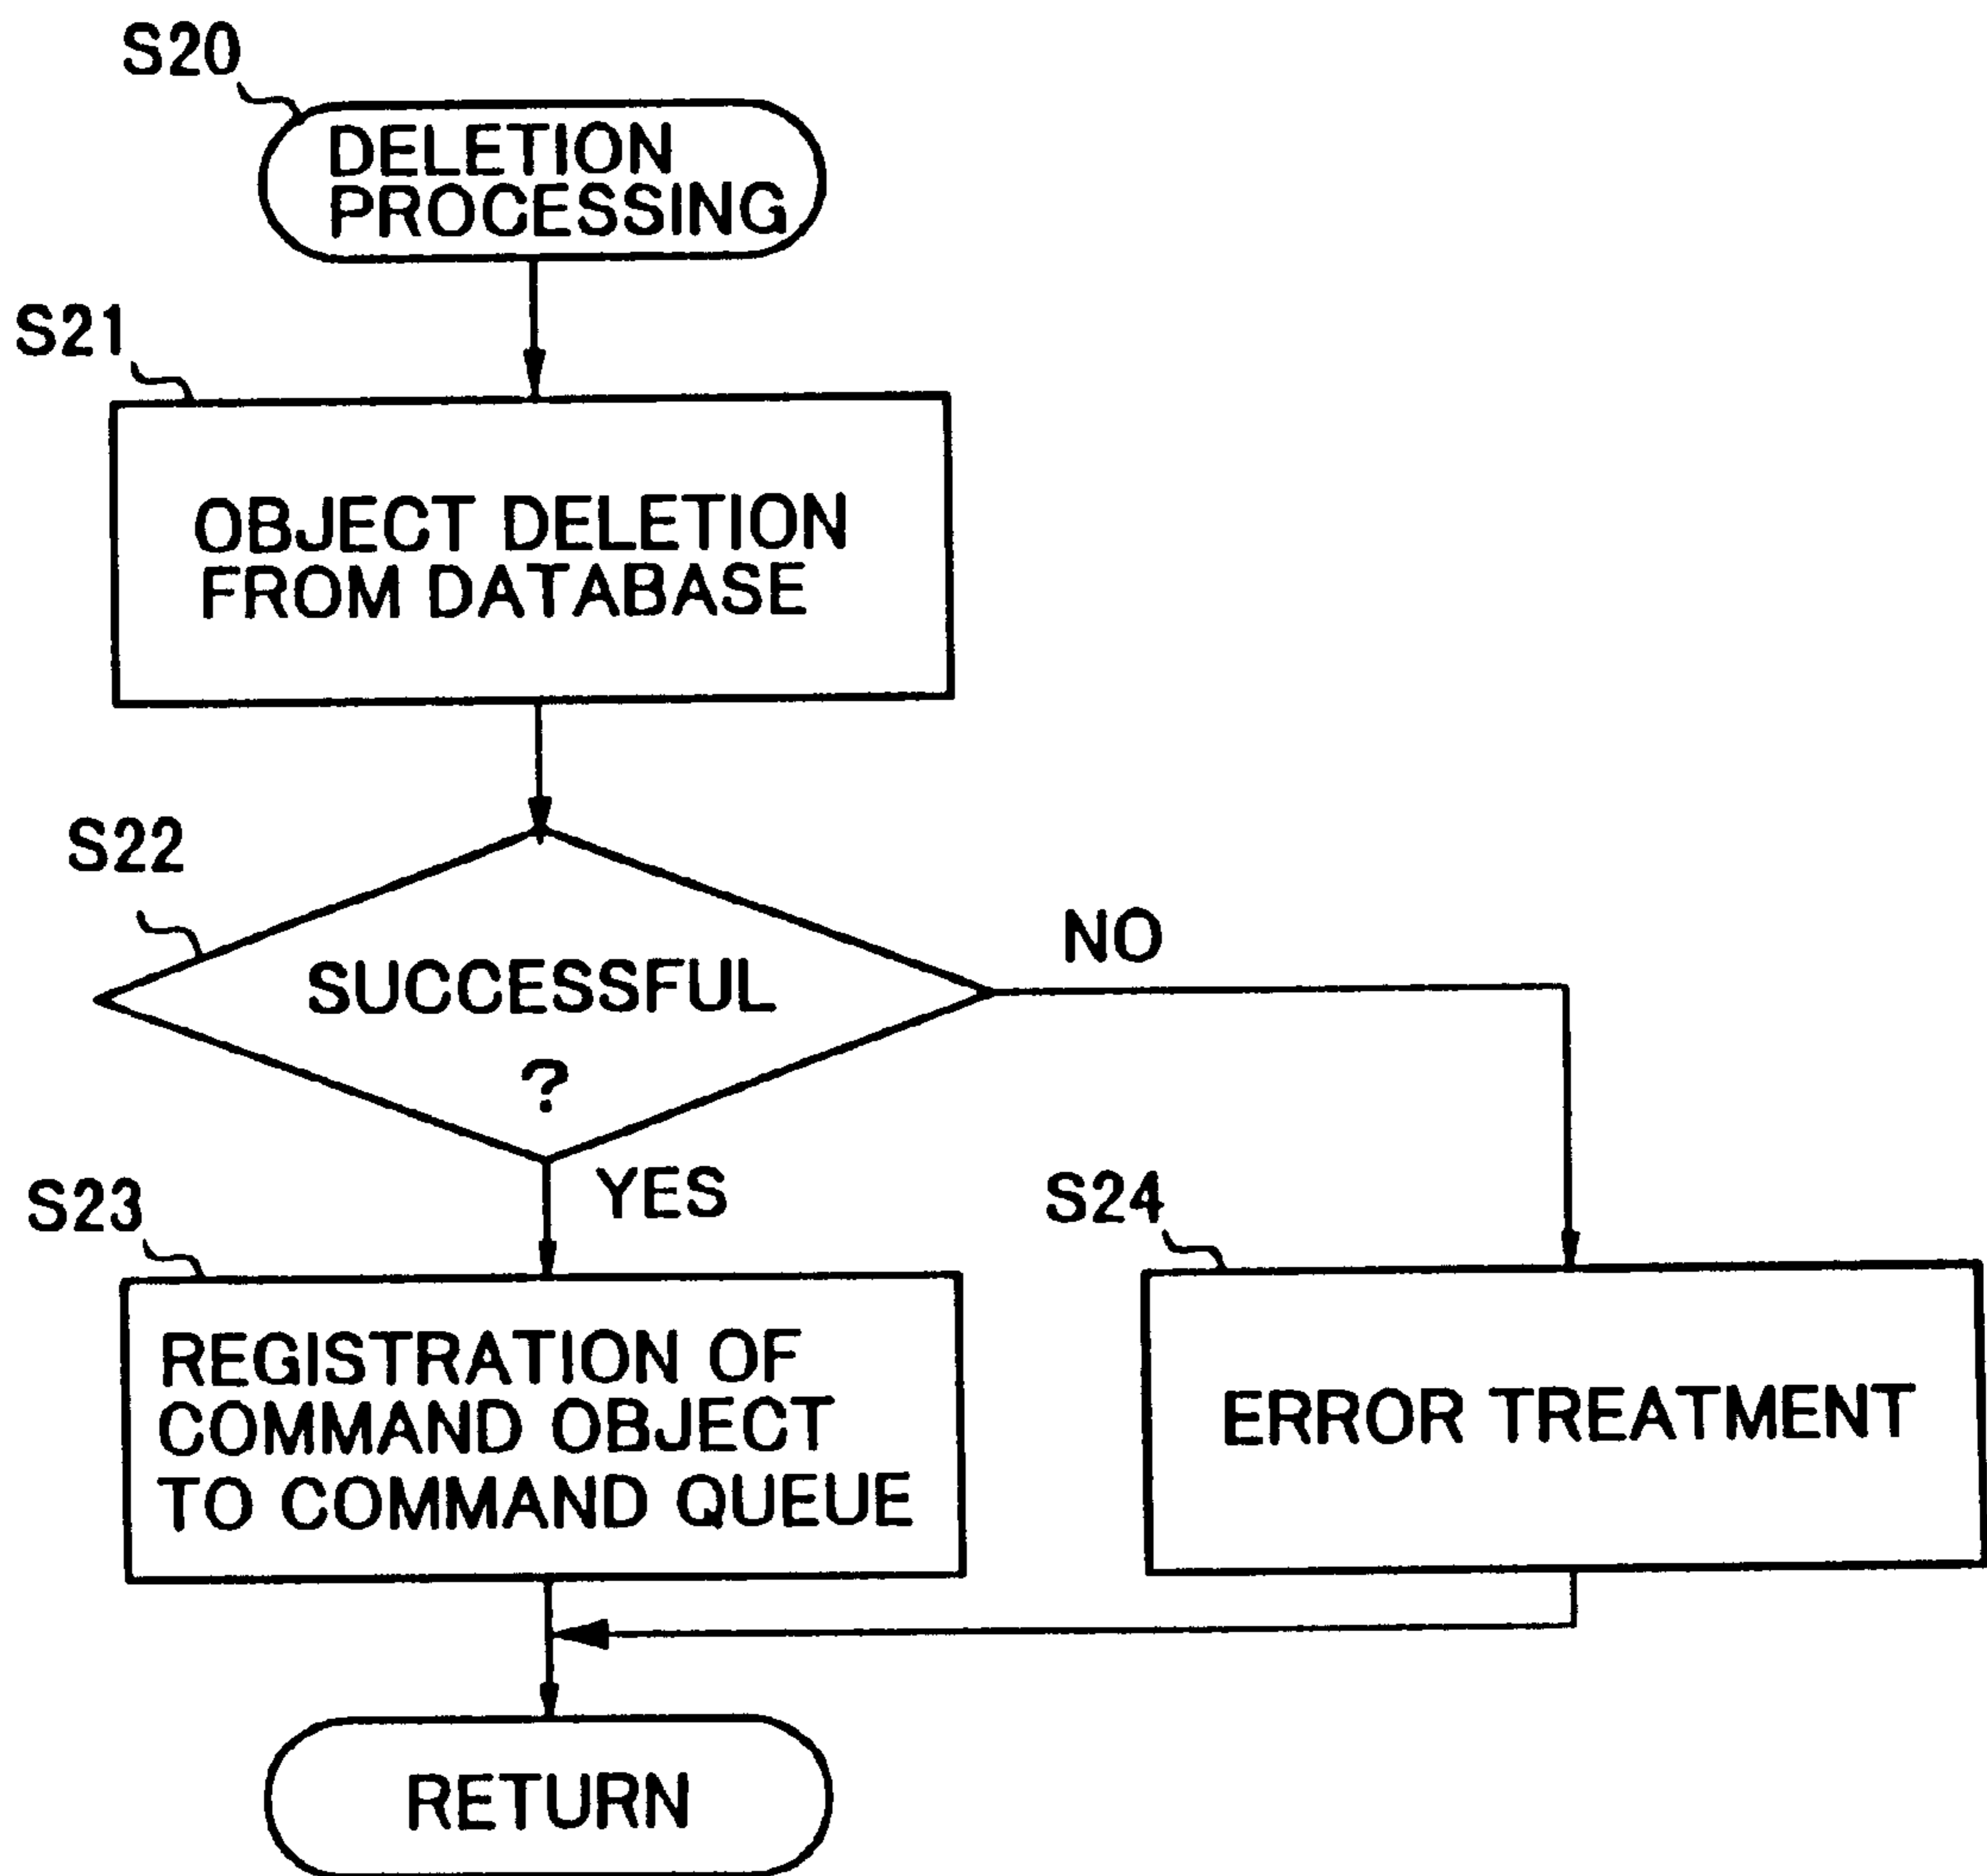 S20
DELETION
PROCESSING
S21
OBJECT DELETION
FROM DATABASE
S22
SUCCESSFUL
?
NO
YES
S23
REGISTRATION OF
COMMAND OBJECT
TO COMMAND QUEUE
S24
ERROR TREATMENT
RETURN